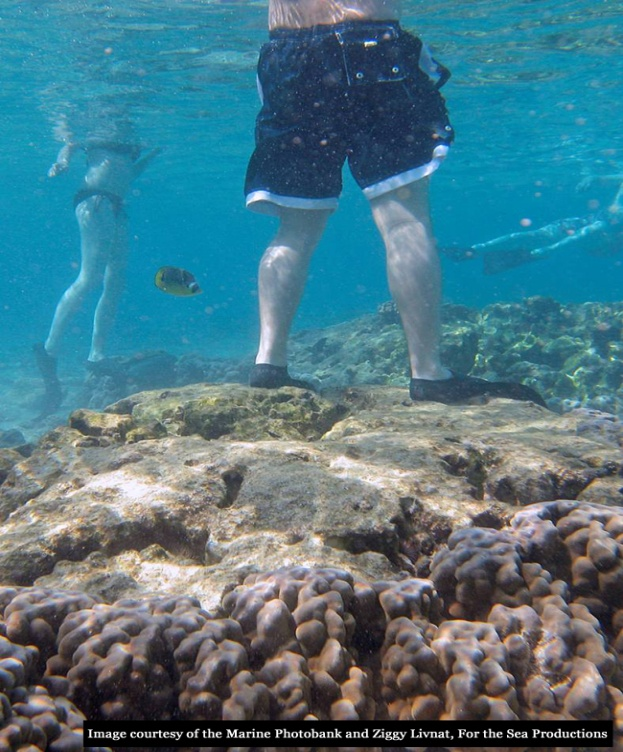 Image courtesy of the Marine Photobank and Ziggy Livnat, For the Sea Productions